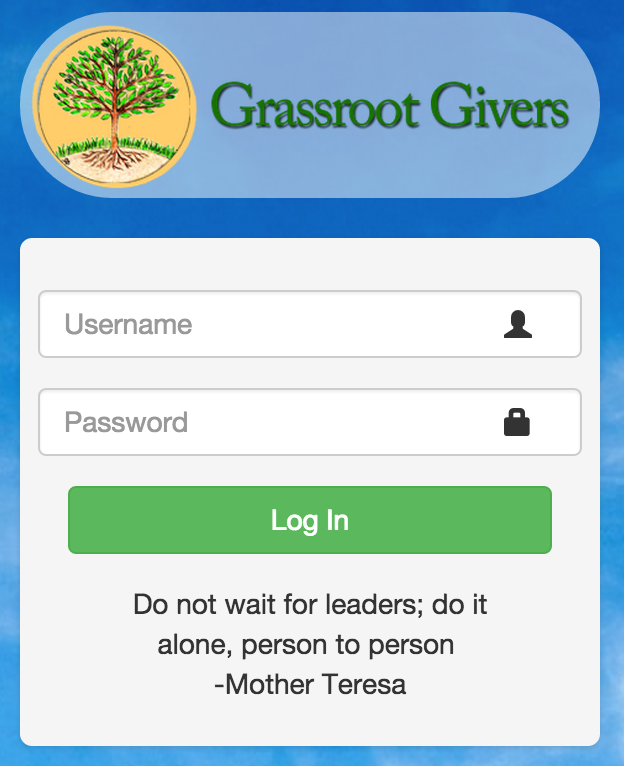 Grassroot Givers
Username
Password
Log In
Do not wait for leaders; do it
alone, person to person
-Mother Teresa